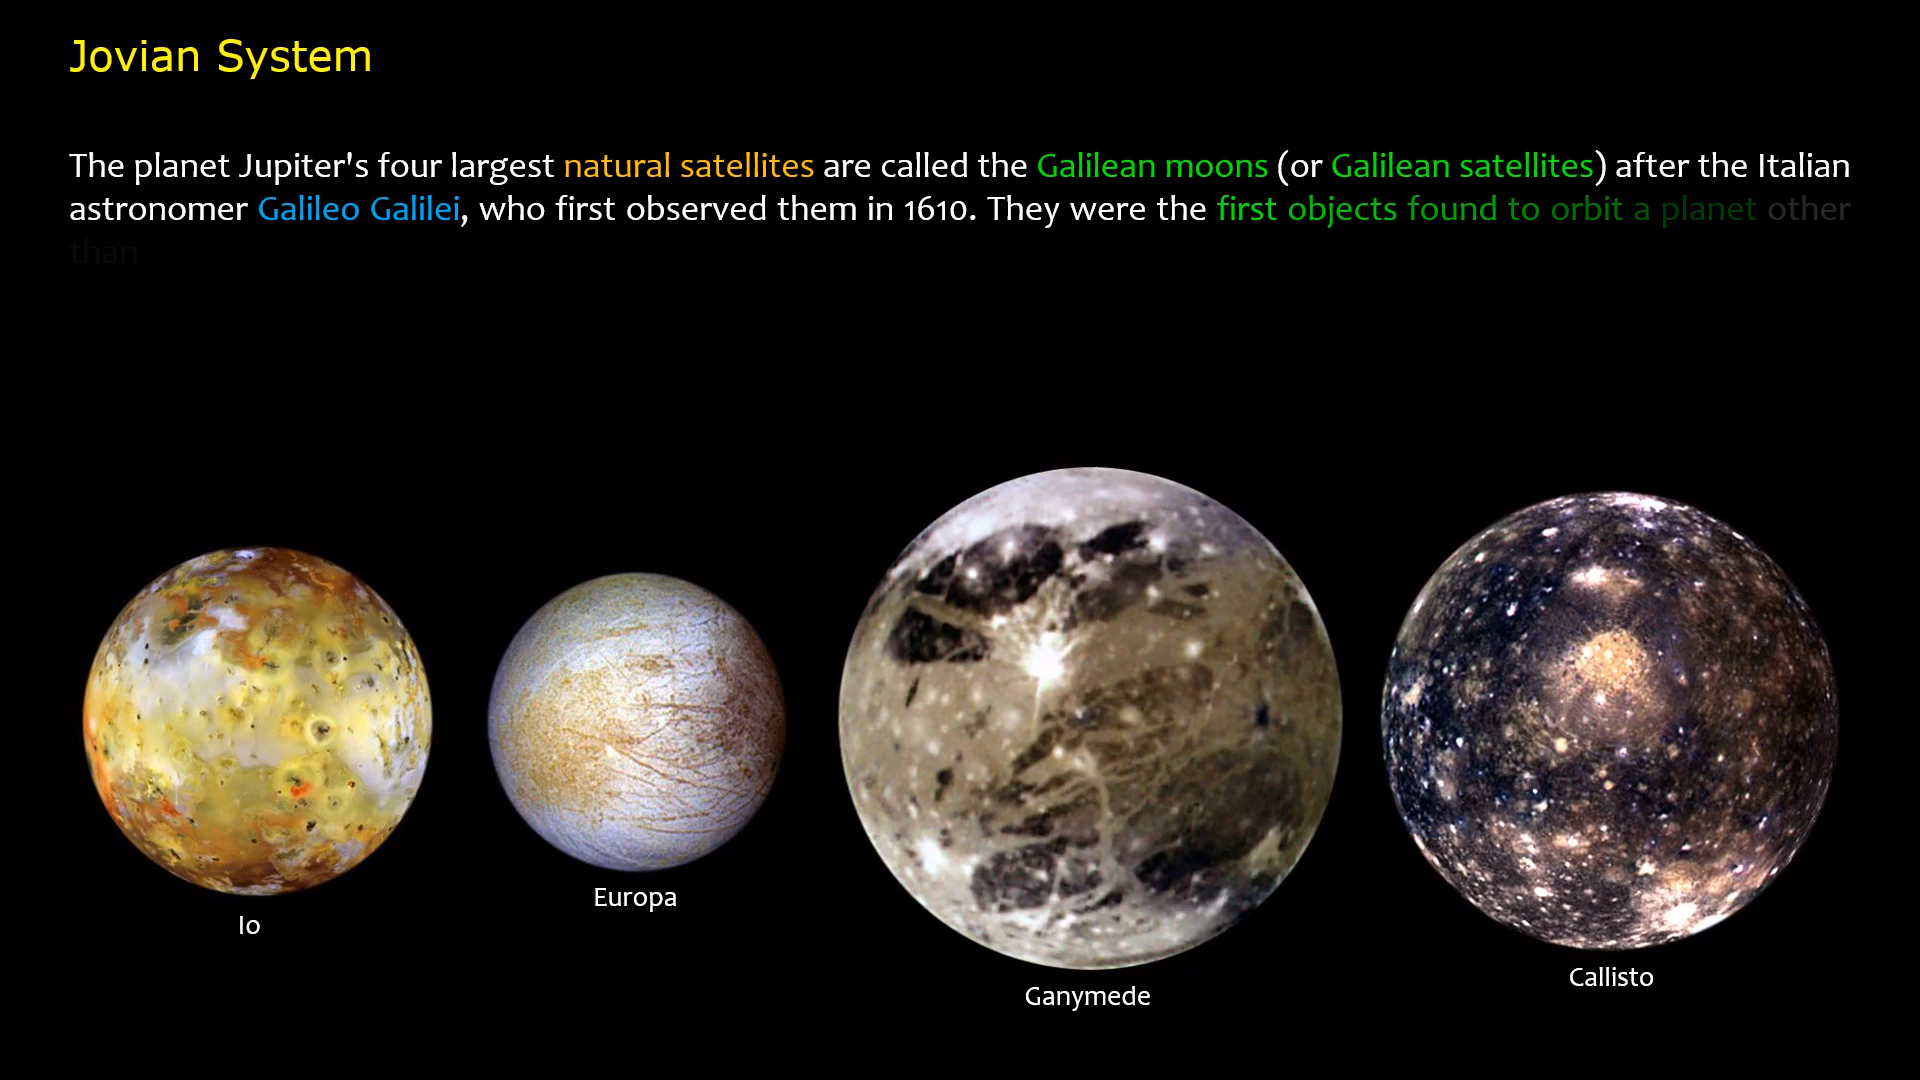 Jovian System
The planet Jupiter's four largest natural satellites are called the Galilean moons (or Galilean satellites) after the Italian
astronomer Galileo Galilei, who first observed them in 1610. They were the first objects found to orbit a planet other
than
Io
Europa
Ganymede
Callisto